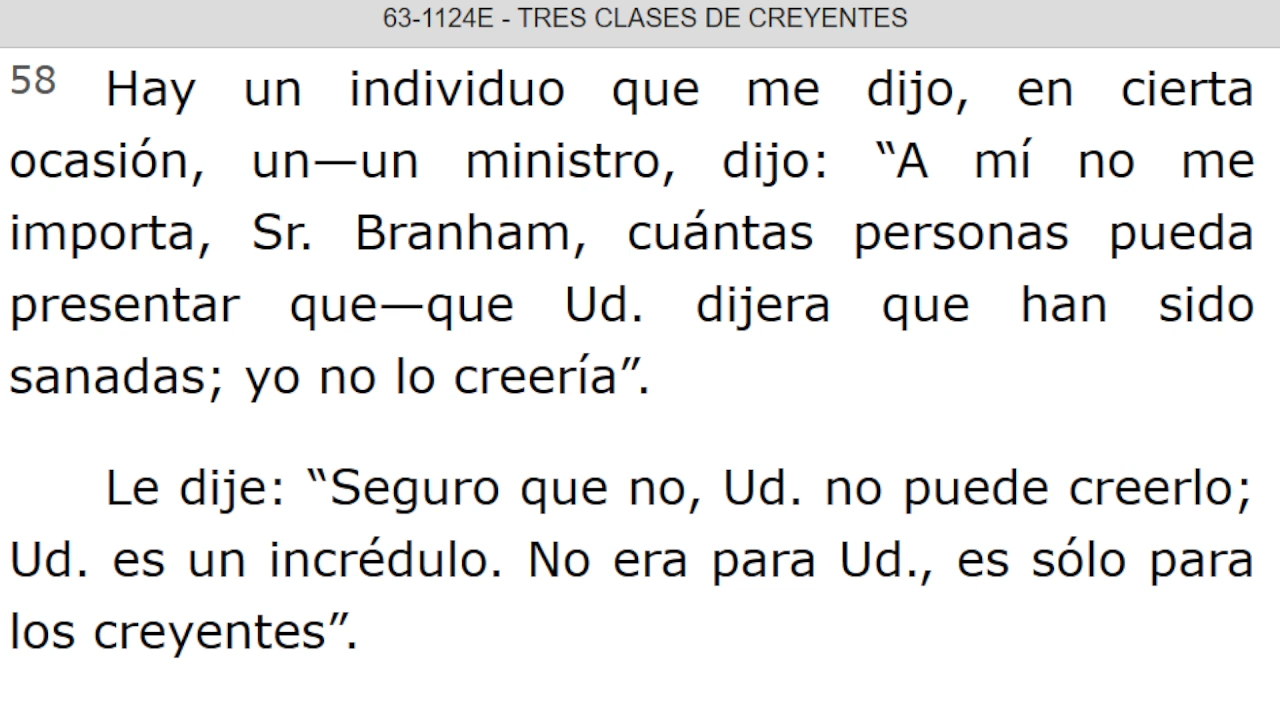 63-1124E - TRES CLASES DE CREYENTES
58 Hay un individuo que me dijo, en cierta
ocasión, un—un ministro, dijo: “A mí no me
importa, Sr. Branham, cuántas personas pueda
presentar que—que Ud. dijera que han sido
sanadas; yo no lo creería”.
Le dije: “Seguro que no, Ud. no puede creerlo;
Ud. es un incrédulo. No era para Ud., es sólo para
los creyentes”.